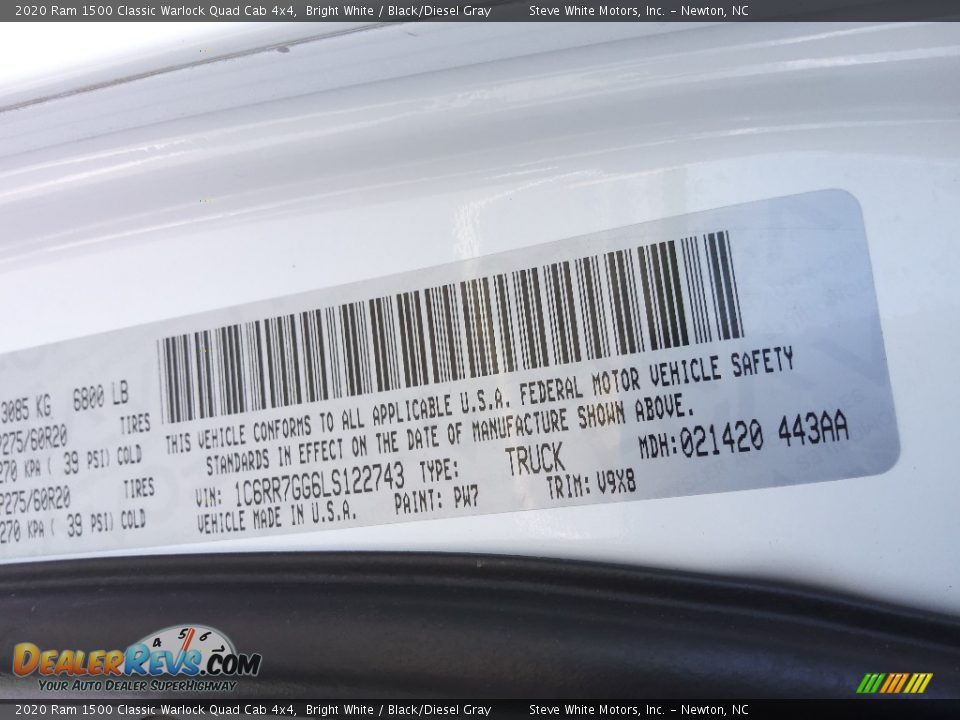 2020 Ram 1500 Classic Warlock Quad Cab 4x4, Bright White / Black/Diesel Gray Steve White Motors, Inc. – Newton, NC
3085 KG 6800 LB
P275/60R20 TIRES
270 KPA ( 39 PSI) COLD
P275/60R20 TIRES
270 KPA ( 39 PSI) COLD
THIS VEHICLE CONFORMS TO ALL APPLICABLE U.S.A. FEDERAL MOTOR VEHICLE SAFETY
STANDARDS IN EFFECT ON THE DATE OF MANUFACTURE SHOWN ABOVE.
VIN: 1C6RR7GG6LS122743 TYPE: TRUCK MDH:021420 443AA
VEHICLE MADE IN U.S.A. PAINT: PW7 TRIM: V9X8
4 5 6
DEALERREVS.COM
YOUR AUTO DEALER SUPERHIGHWAY
2020 Ram 1500 Classic Warlock Quad Cab 4x4, Bright White / Black/Diesel Gray Steve White Motors, Inc. – Newton, NC